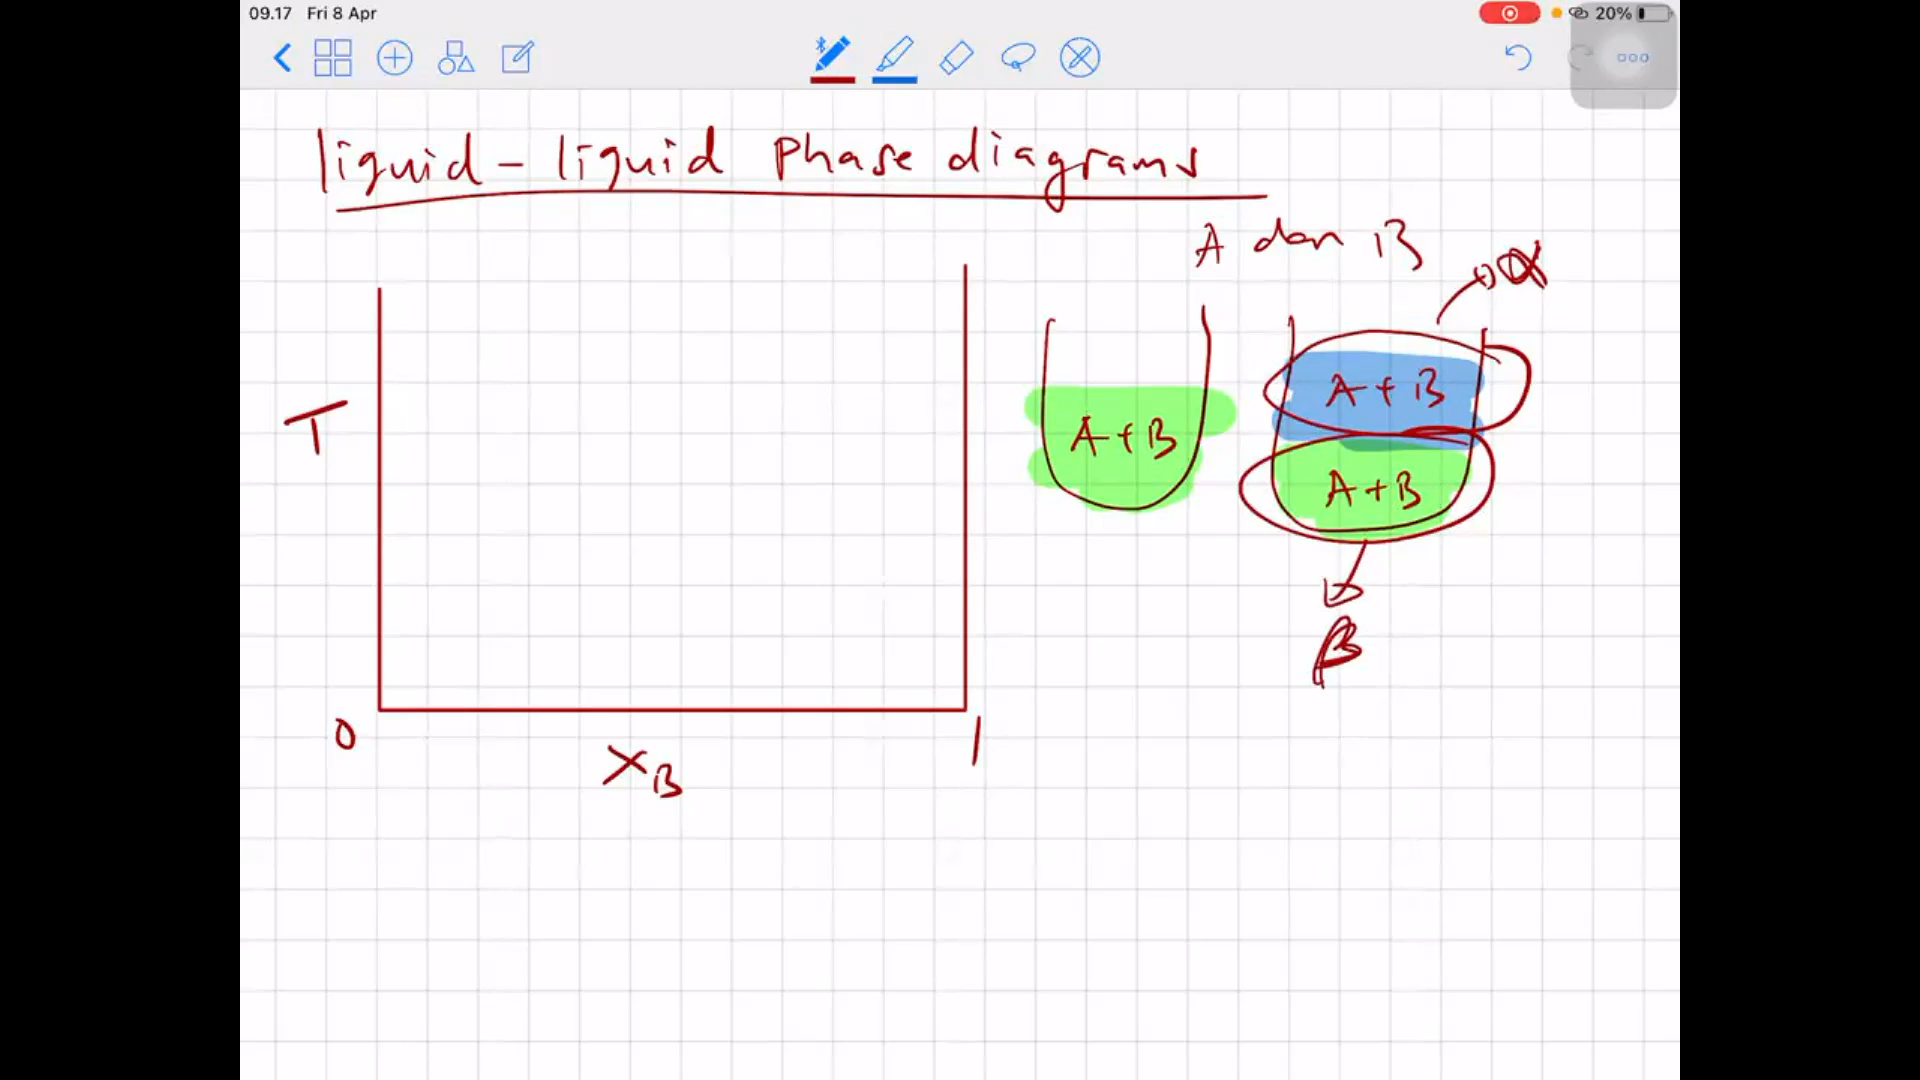 09.17 Fri 8 Apr 20%
liquid - liquid phase diagrams
A dan B
α
A + B
A + B
T
A + B
β
0
1
XB